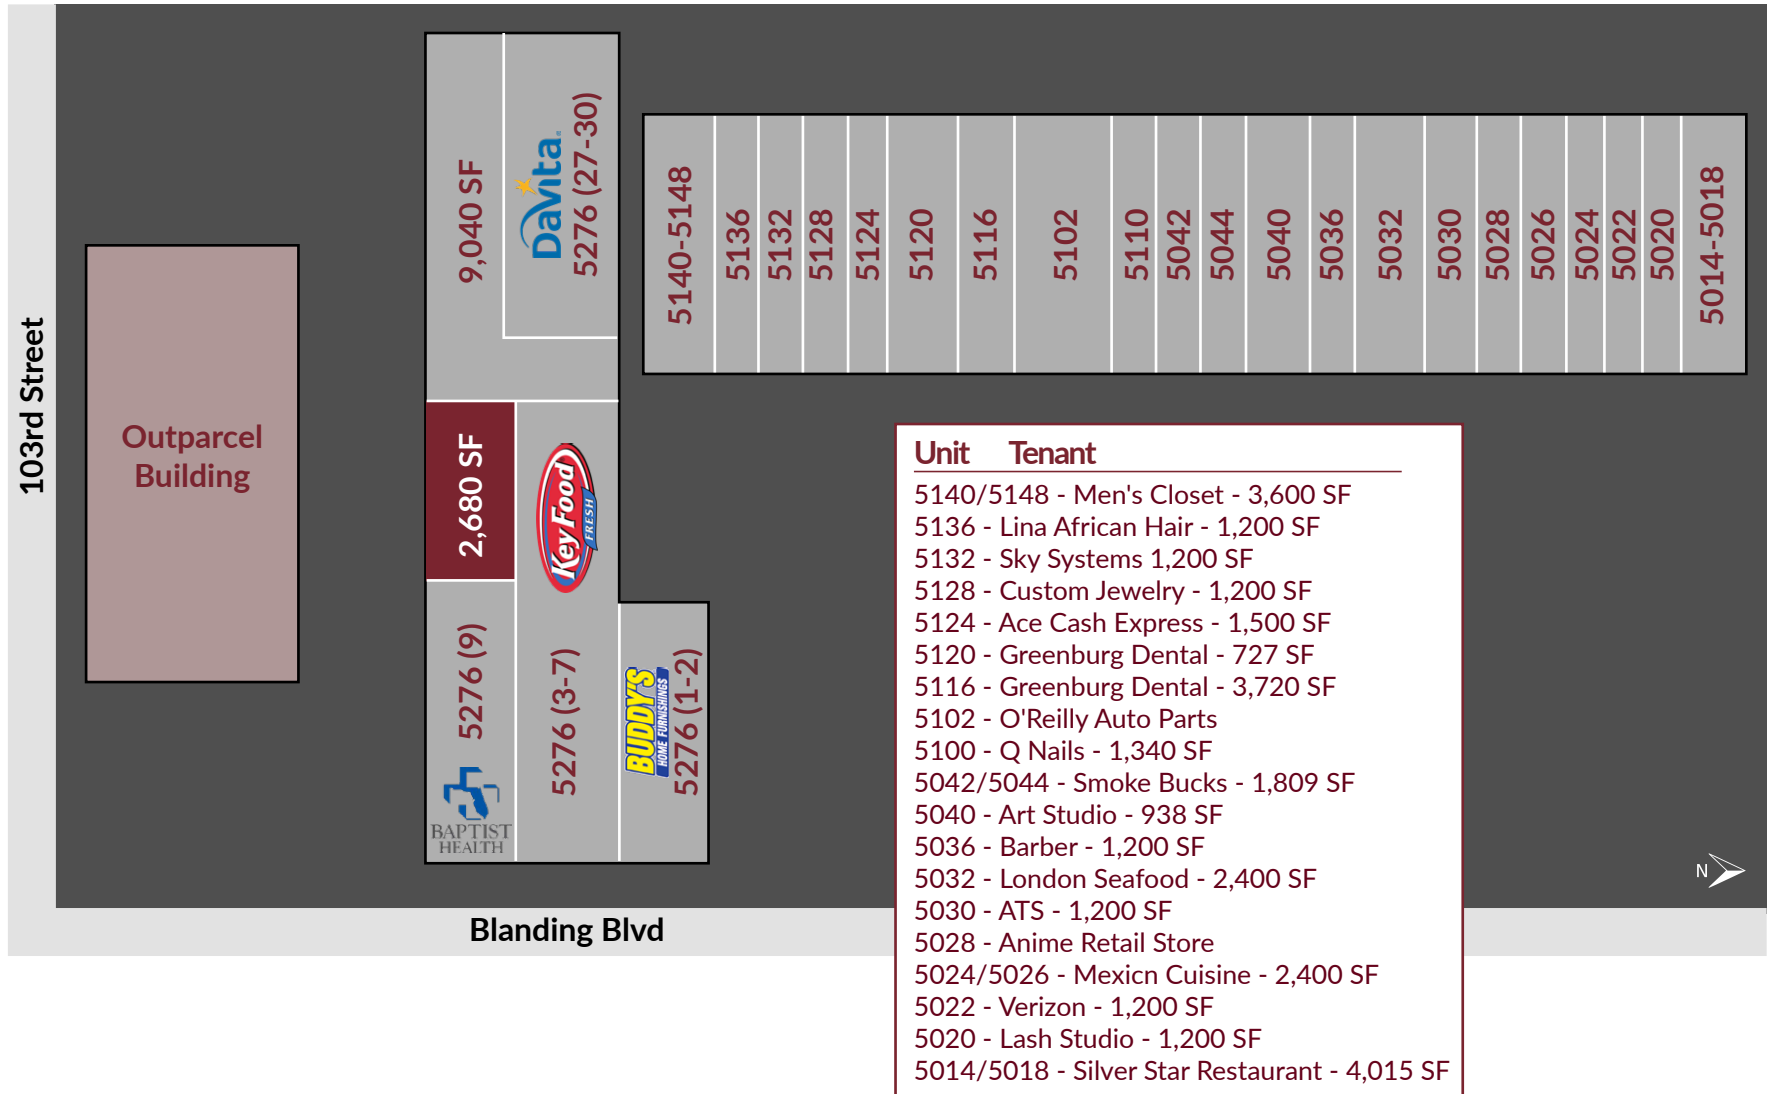 103rd Street
Outparcel
Building
9,040 SF
DaVita.
5276 (27-30)
2,680 SF
Key Food
FRESH
5276 (9)
BAPTIST
HEALTH
5276 (3-7)
BUDDY'S
HOME FURNISHINGS
5276 (1-2)
5140-5148
5136
5132
5128
5124
5120
5116
5102
5110
5042
5044
5040
5036
5032
5030
5028
5026
5024
5022
5020
5014-5018
Unit Tenant
5140/5148 - Men's Closet - 3,600 SF
5136 - Lina African Hair - 1,200 SF
5132 - Sky Systems 1,200 SF
5128 - Custom Jewelry - 1,200 SF
5124 - Ace Cash Express - 1,500 SF
5120 - Greenburg Dental - 727 SF
5116 - Greenburg Dental - 3,720 SF
5102 - O'Reilly Auto Parts
5100 - Q Nails - 1,340 SF
5042/5044 - Smoke Bucks - 1,809 SF
5040 - Art Studio - 938 SF
5036 - Barber - 1,200 SF
5032 - London Seafood - 2,400 SF
5030 - ATS - 1,200 SF
5028 - Anime Retail Store
5024/5026 - Mexicn Cuisine - 2,400 SF
5022 - Verizon - 1,200 SF
5020 - Lash Studio - 1,200 SF
5014/5018 - Silver Star Restaurant - 4,015 SF
N
Blanding Blvd